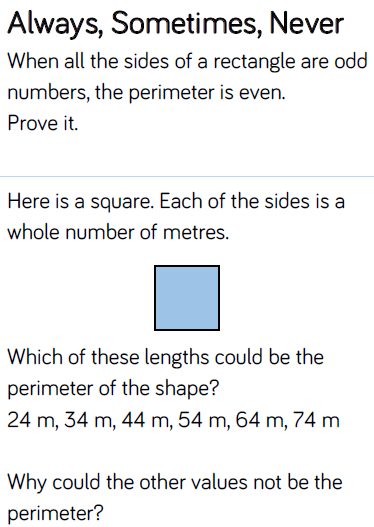 Always, Sometimes, Never
When all the sides of a rectangle are odd
numbers, the perimeter is even.
Prove it.
Here is a square. Each of the sides is a
whole number of metres.
Which of these lengths could be the
perimeter of the shape?
24 m, 34 m, 44 m, 54 m, 64 m, 74 m
Why could the other values not be the
perimeter?